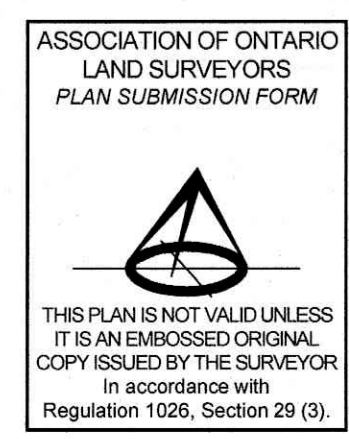 ASSOCIATION OF ONTARIO
LAND SURVEYORS
PLAN SUBMISSION FORM
THIS PLAN IS NOT VALID UNLESS
IT IS AN EMBOSSED ORIGINAL
COPY ISSUED BY THE SURVEYOR
In accordance with
Regulation 1026, Section 29 (3).